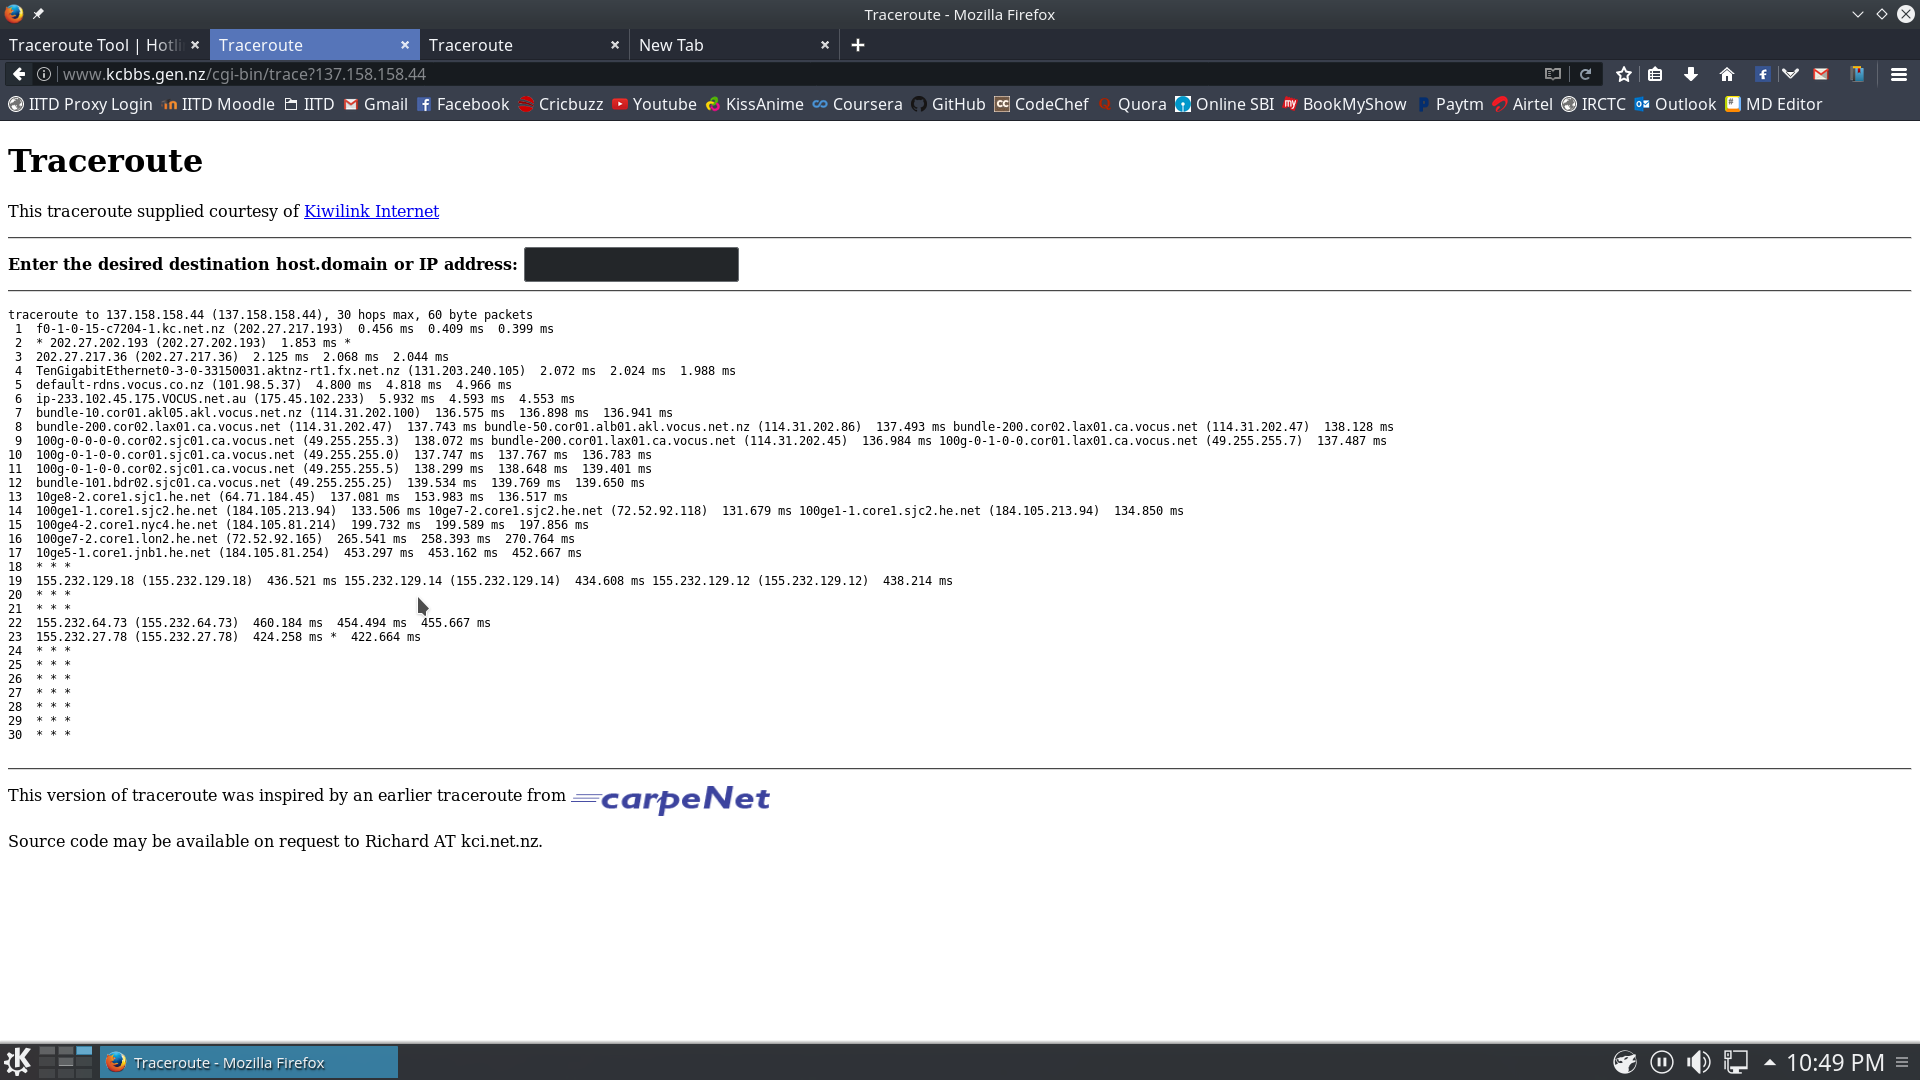 Traceroute - Mozilla Firefox
Traceroute Tool | Hotli
Traceroute
Traceroute
New Tab
www.kcbbs.gen.nz/cgi-bin/trace?137.158.158.44
IITD Proxy Login IITD Moodle IITD Gmail Facebook Cricbuzz Youtube KissAnime Coursera GitHub CodeChef Quora Online SBI BookMyShow Paytm Airtel IRCTC Outlook MD Editor
Traceroute
This traceroute supplied courtesy of Kiwilink Internet
Enter the desired destination host.domain or IP address:
traceroute to 137.158.158.44 (137.158.158.44), 30 hops max, 60 byte packets
1 f0-1-0-15-c7204-1.kc.net.nz (202.27.217.193) 0.456 ms 0.409 ms 0.399 ms
2 * 202.27.202.193 (202.27.202.193) 1.853 ms *
3 202.27.217.36 (202.27.217.36) 2.125 ms 2.068 ms 2.044 ms
4 TenGigabitEthernet0-3-0-33150031.aktnz-rt1.fx.net.nz (131.203.240.105) 2.072 ms 2.024 ms 1.988 ms
5 default-rdns.vocus.co.nz (101.98.5.37) 4.800 ms 4.818 ms 4.966 ms
6 ip-233.102.45.175.VOCUS.net.au (175.45.102.233) 5.932 ms 4.593 ms 4.553 ms
7 bundle-10.cor01.akl05.akl.vocus.net.nz (114.31.202.100) 136.575 ms 136.898 ms 136.941 ms
8 bundle-200.cor02.lax01.ca.vocus.net (114.31.202.47) 137.743 ms bundle-50.cor01.alb01.akl.vocus.net.nz (114.31.202.86) 137.493 ms bundle-200.cor02.lax01.ca.vocus.net (114.31.202.47) 138.128 ms
9 100g-0-0-0-0.cor02.sjc01.ca.vocus.net (49.255.255.3) 138.072 ms bundle-200.cor01.lax01.ca.vocus.net (114.31.202.45) 136.984 ms 100g-0-1-0-0.cor01.lax01.ca.vocus.net (49.255.255.7) 137.487 ms
10 100g-0-1-0-0.cor01.sjc01.ca.vocus.net (49.255.255.0) 137.747 ms 137.767 ms 136.783 ms
11 100g-0-1-0-0.cor02.sjc01.ca.vocus.net (49.255.255.5) 138.299 ms 138.648 ms 139.401 ms
12 bundle-101.bdr02.sjc01.ca.vocus.net (49.255.255.25) 139.534 ms 139.769 ms 139.650 ms
13 10ge8-2.core1.sjc1.he.net (64.71.184.45) 137.081 ms 153.983 ms 136.517 ms
14 100ge1-1.core1.sjc2.he.net (184.105.213.94) 133.506 ms 10ge7-2.core1.sjc2.he.net (72.52.92.118) 131.679 ms 100ge1-1.core1.sjc2.he.net (184.105.213.94) 134.850 ms
15 100ge4-2.core1.nyc4.he.net (184.105.81.214) 199.732 ms 199.589 ms 197.856 ms
16 100ge7-2.core1.lon2.he.net (72.52.92.165) 265.541 ms 258.393 ms 270.764 ms
17 10ge5-1.core1.jnb1.he.net (184.105.81.254) 453.297 ms 453.162 ms 452.667 ms
18 * * *
19 155.232.129.18 (155.232.129.18) 436.521 ms 155.232.129.14 (155.232.129.14) 434.608 ms 155.232.129.12 (155.232.129.12) 438.214 ms
20 * * *
21 * * *
22 155.232.64.73 (155.232.64.73) 460.184 ms 454.494 ms 455.667 ms
23 155.232.27.78 (155.232.27.78) 424.258 ms * 422.664 ms
24 * * *
25 * * *
26 * * *
27 * * *
28 * * *
29 * * *
30 * * *
This version of traceroute was inspired by an earlier traceroute from carpeNet
Source code may be available on request to Richard AT kci.net.nz.
Traceroute - Mozilla Firefox
10:49 PM